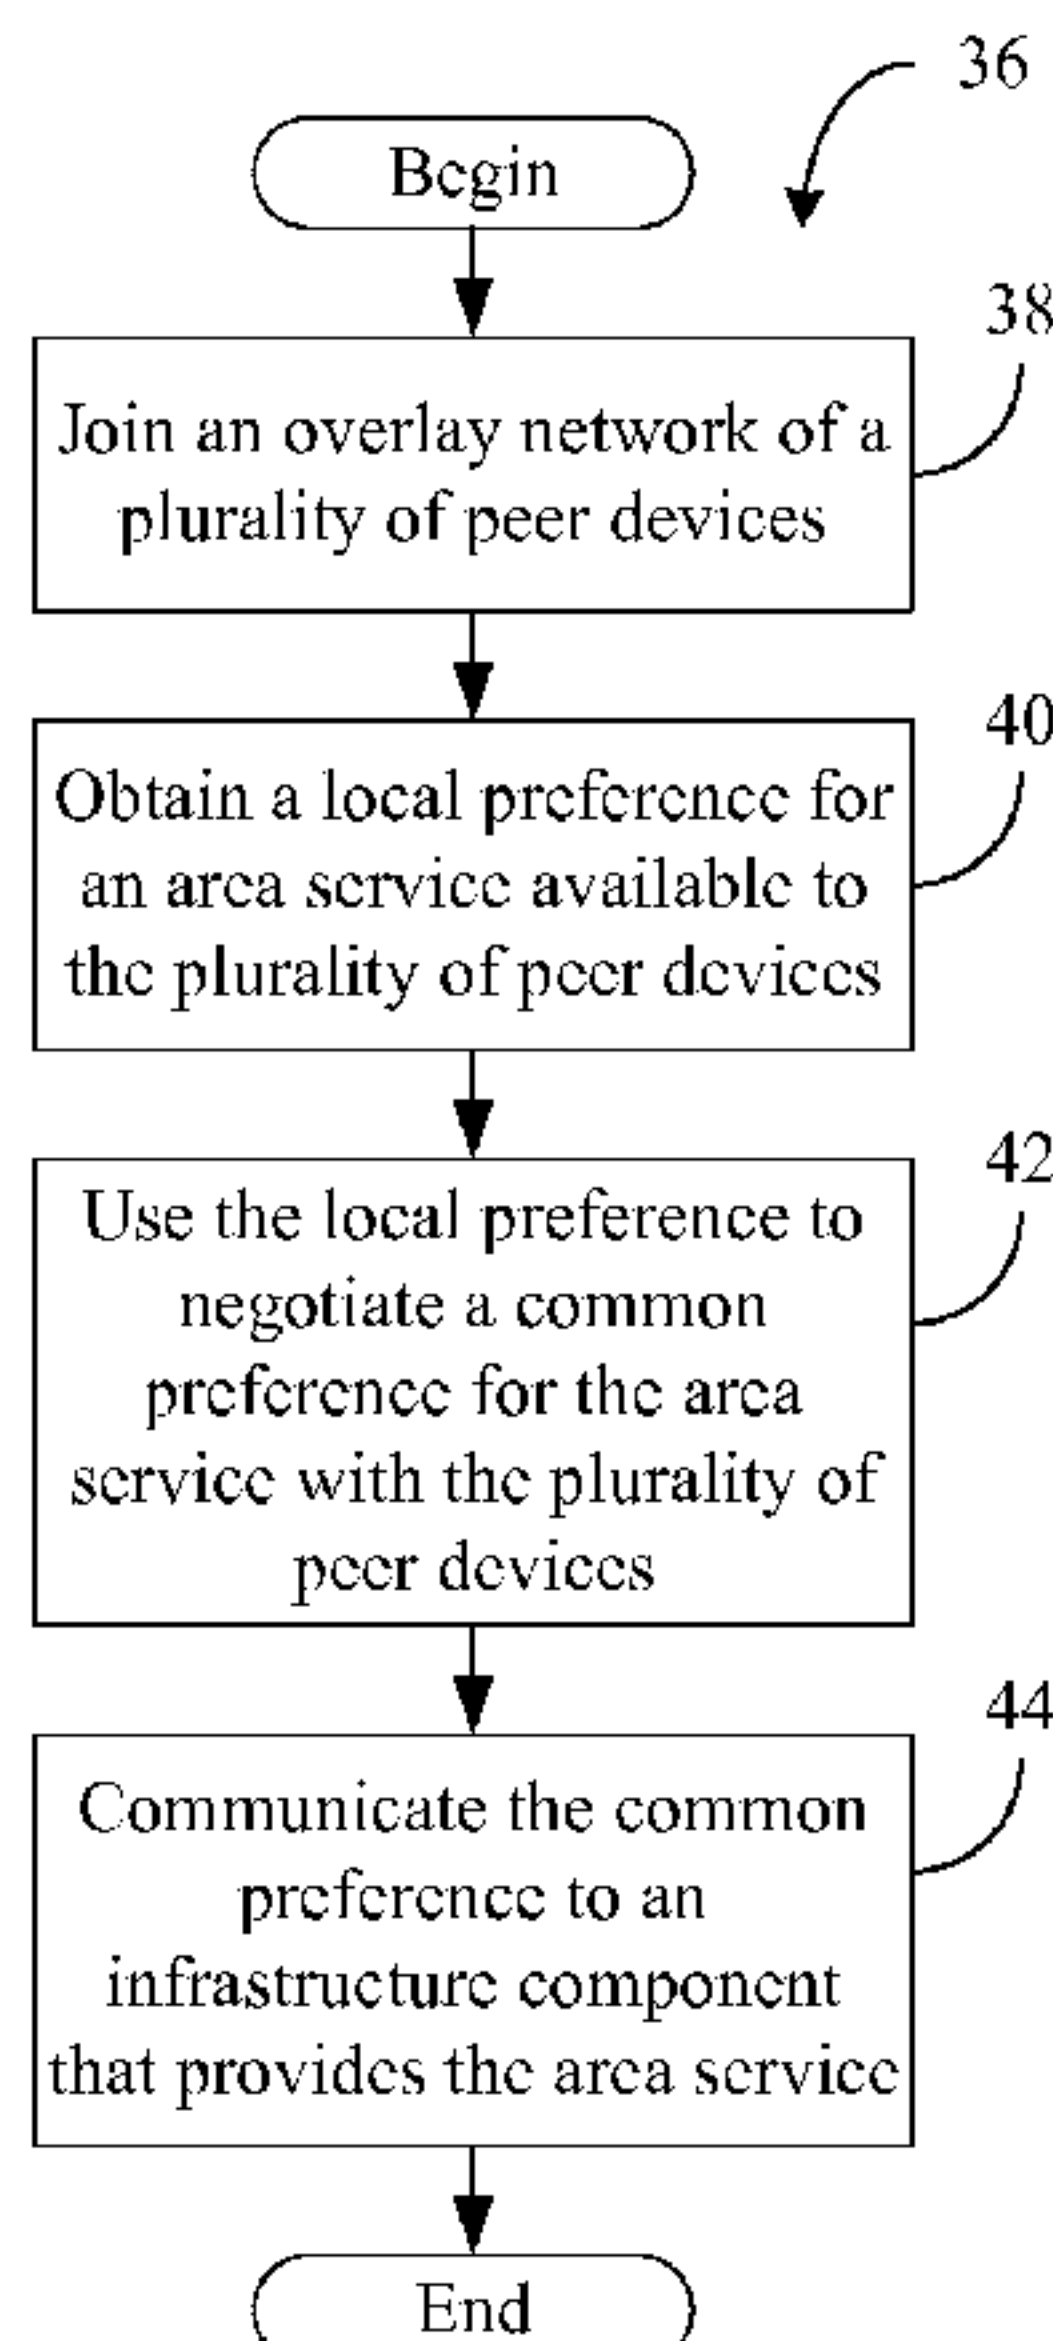 36
Begin
38
Join an overlay network of a
plurality of peer devices
40
Obtain a local preference for
an area service available to
the plurality of peer devices
42
Use the local preference to
negotiate a common
preference for the area
service with the plurality of
peer devices
44
Communicate the common
preference to an
infrastructure component
that provides the area service
End